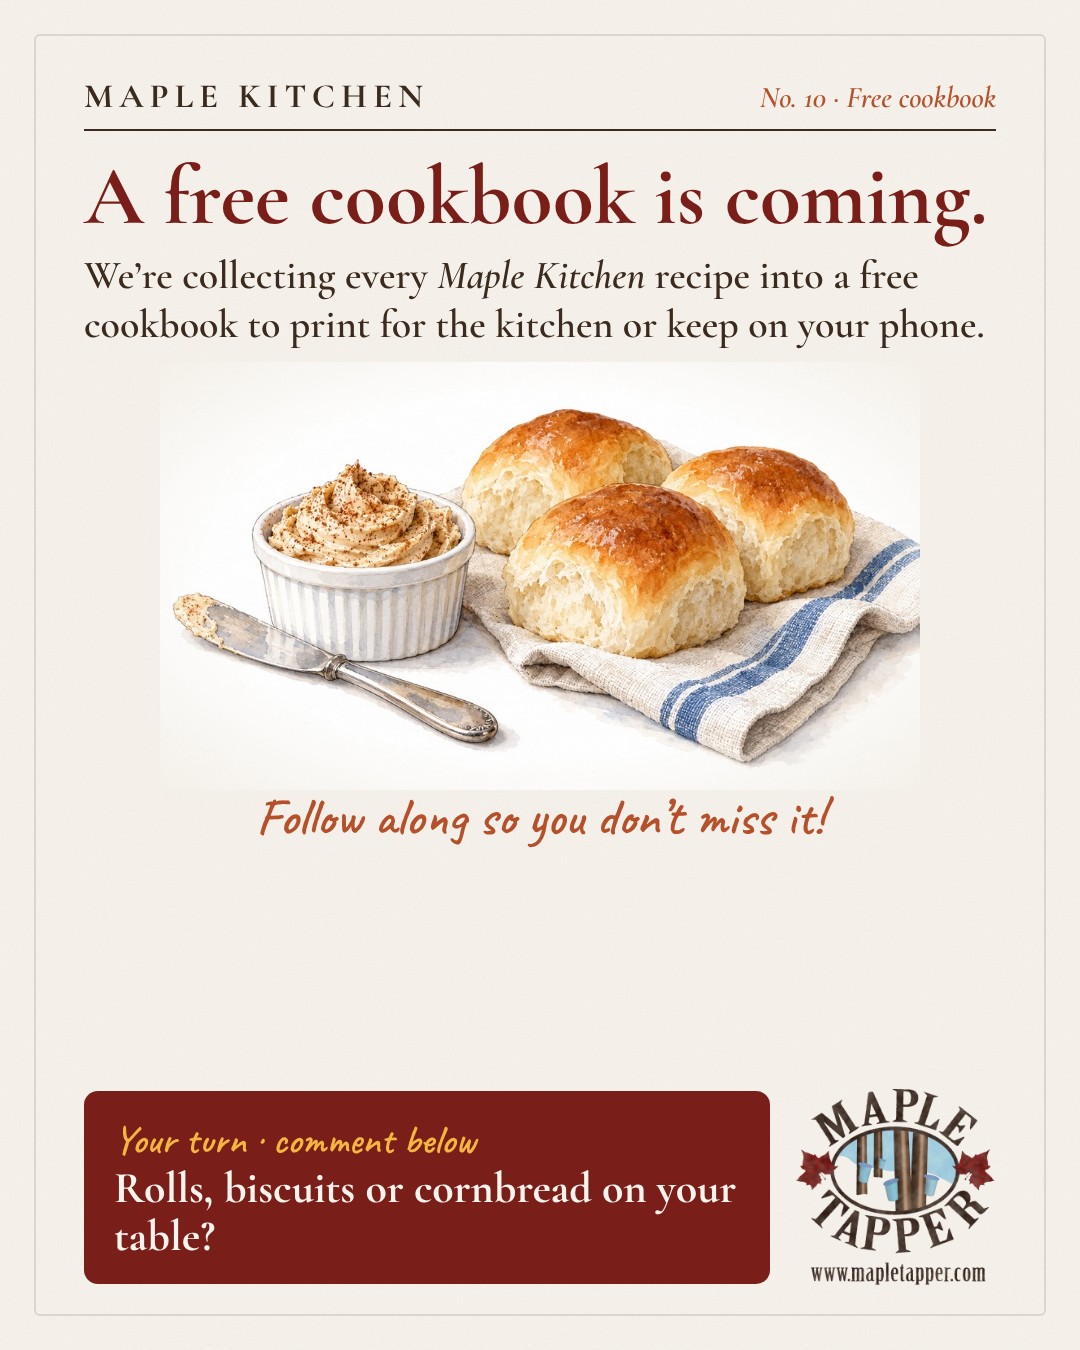 MAPLE KITCHEN
No. 10 · Free cookbook
A free cookbook is coming.
We’re collecting every Maple Kitchen recipe into a free
cookbook to print for the kitchen or keep on your phone.
Follow along so you don’t miss it!
Your turn · comment below
Rolls, biscuits or cornbread on your
table?
MAPLE
TAPPER
www.mapletapper.com